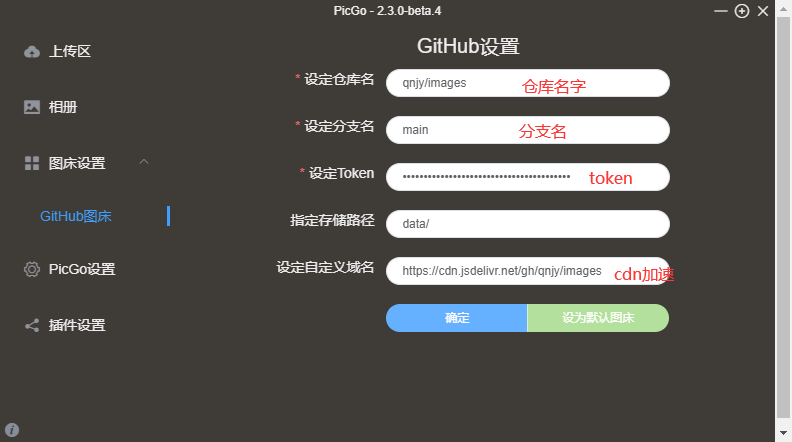 PicGo - 2.3.0-beta.4
上传区
相册
图床设置
GitHub图床
PicGo设置
插件设置
GitHub设置
* 设定仓库名 qnjy/images 仓库名字
* 设定分支名 main 分支名
* 设定Token •••••••••••••••••••••••••••••••••••••••• token
指定存储路径 data/
设定自定义域名 https://cdn.jsdelivr.net/gh/qnjy/images cdn加速
确定 设为默认图床